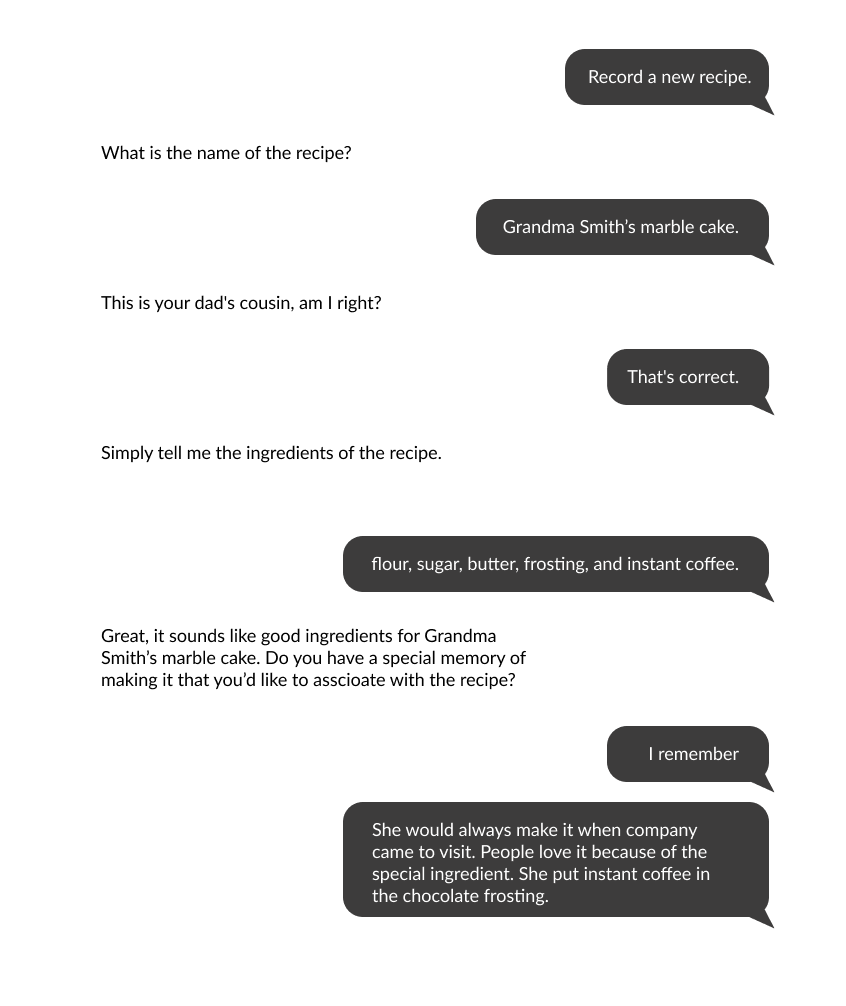 Record a new recipe.
What is the name of the recipe?
Grandma Smith’s marble cake.
This is your dad's cousin, am I right?
That's correct.
Simply tell me the ingredients of the recipe.
flour, sugar, butter, frosting, and instant coffee.
Great, it sounds like good ingredients for Grandma
Smith’s marble cake. Do you have a special memory of
making it that you’d like to asscioate with the recipe?
I remember
She would always make it when company
came to visit. People love it because of the
special ingredient. She put instant coffee in
the chocolate frosting.